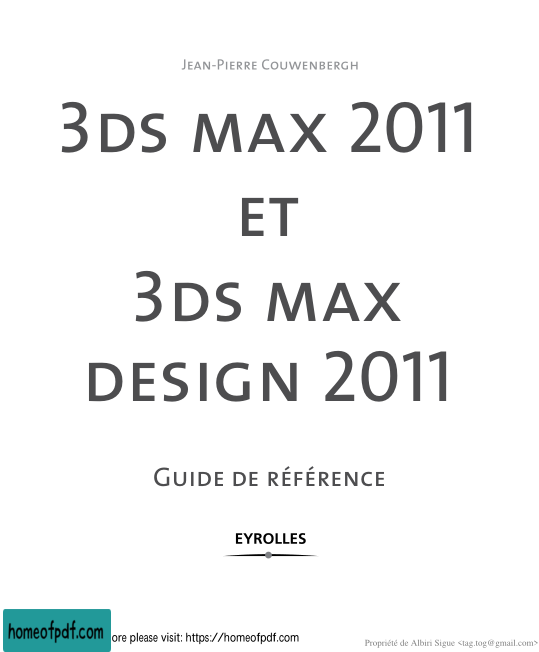 Jean-Pierre Couwenbergh
3ds max 2011
et
3ds max
design 2011
Guide de référence
EYROLLES
homeofpdf.com
ore please visit: https://homeofpdf.com
Propriété de Albiri Sigue <tag.tog@gmail.com>